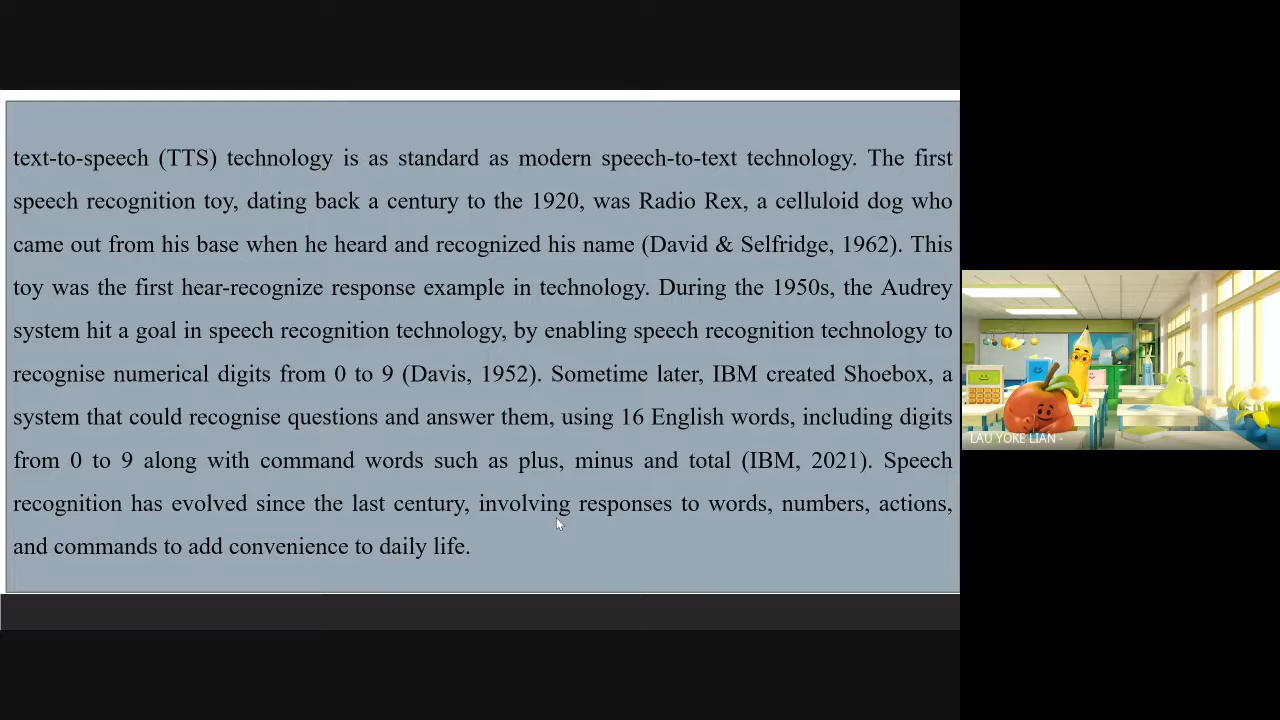 text-to-speech (TTS) technology is as standard as modern speech-to-text technology. The first
speech recognition toy, dating back a century to the 1920, was Radio Rex, a celluloid dog who
came out from his base when he heard and recognized his name (David & Selfridge, 1962). This
toy was the first hear-recognize response example in technology. During the 1950s, the Audrey
system hit a goal in speech recognition technology, by enabling speech recognition technology to
recognise numerical digits from 0 to 9 (Davis, 1952). Sometime later, IBM created Shoebox, a
system that could recognise questions and answer them, using 16 English words, including digits
from 0 to 9 along with command words such as plus, minus and total (IBM, 2021). Speech
recognition has evolved since the last century, involving responses to words, numbers, actions,
and commands to add convenience to daily life.
LAU YOKE LIAN -